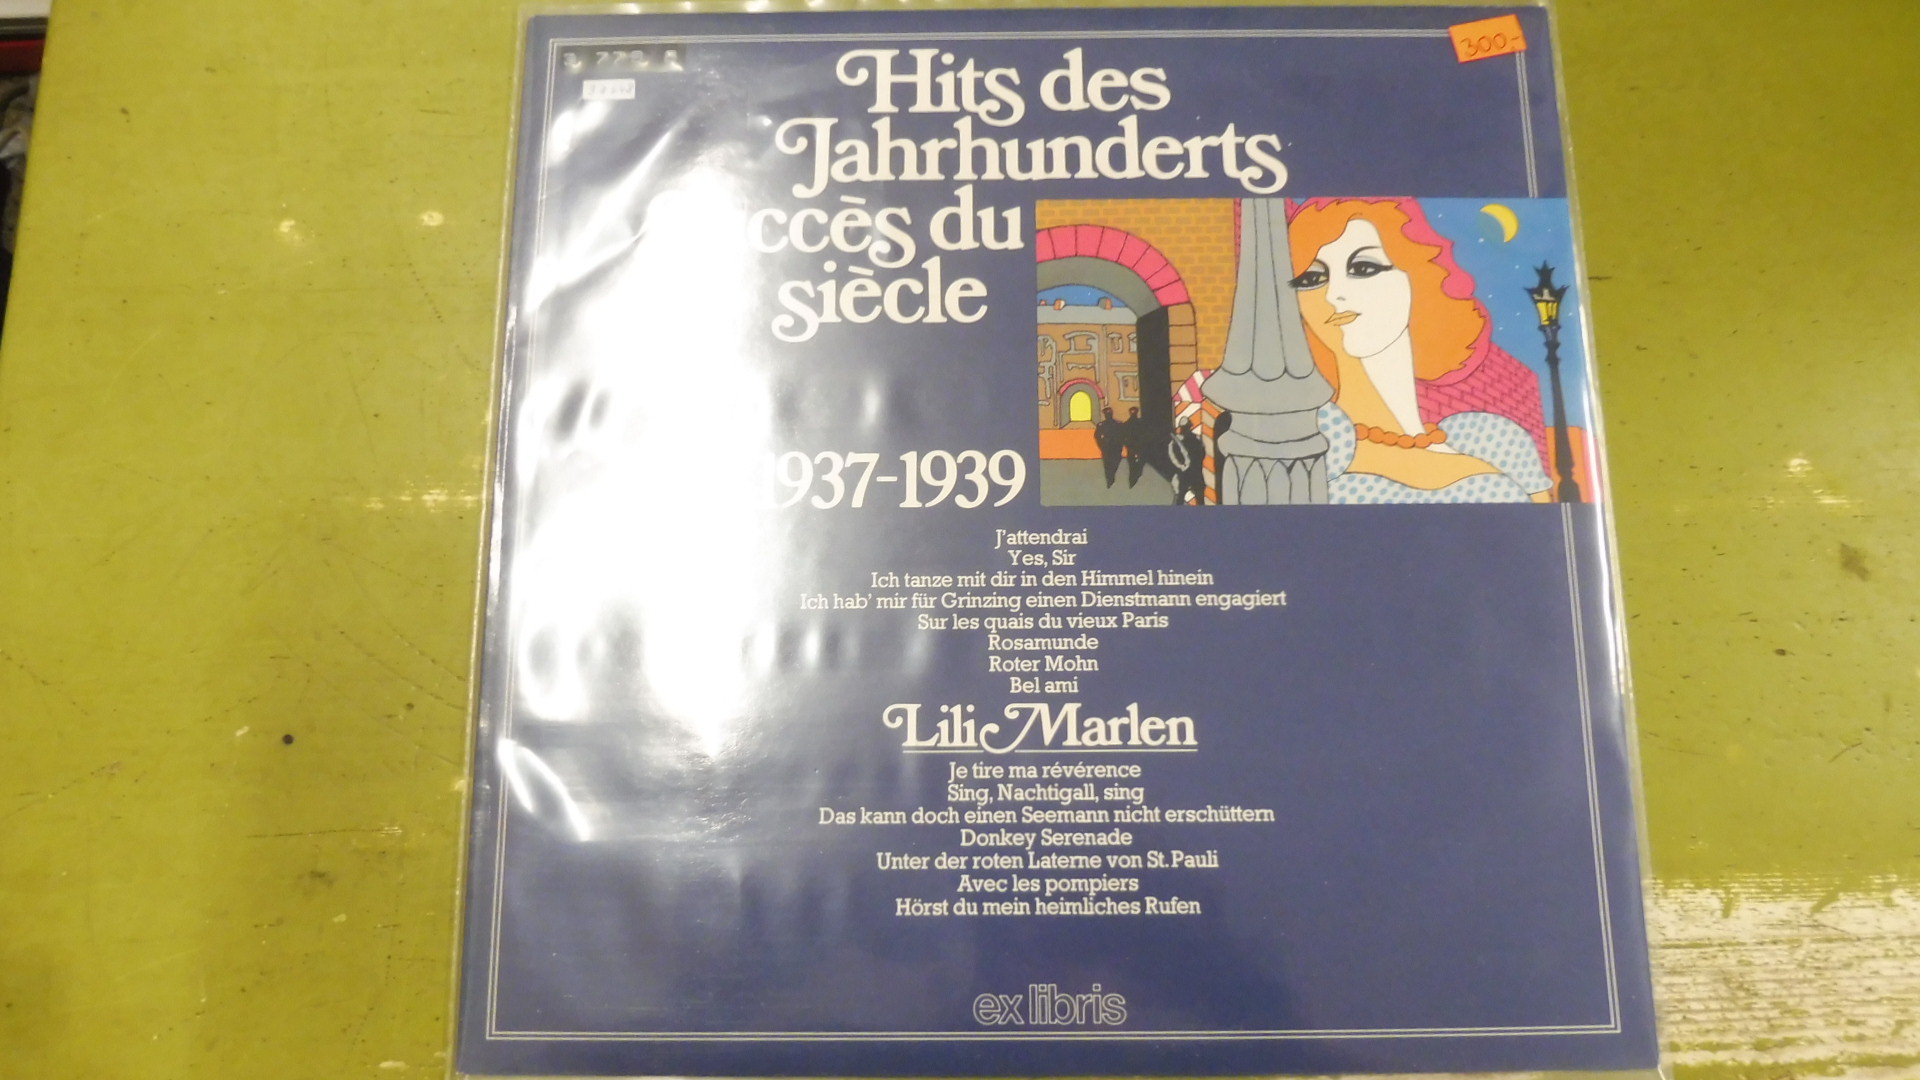 300.-
Hits des
Jahrhunderts
ccès du
siècle
1937-1939
J'attendrai
Yes, Sir
Ich tanze mit dir in den Himmel hinein
Ich hab' mir für Grinzing einen Dienstmann engagiert
Sur les quais du vieux Paris
Rosamunde
Roter Mohn
Bel ami
Lili Marlen
Je tire ma révérence
Sing, Nachtigall, sing
Das kann doch einen Seemann nicht erschüttern
Donkey Serenade
Unter der roten Laterne von St. Pauli
Avec les pompiers
Hörst du mein heimliches Rufen
ex libris